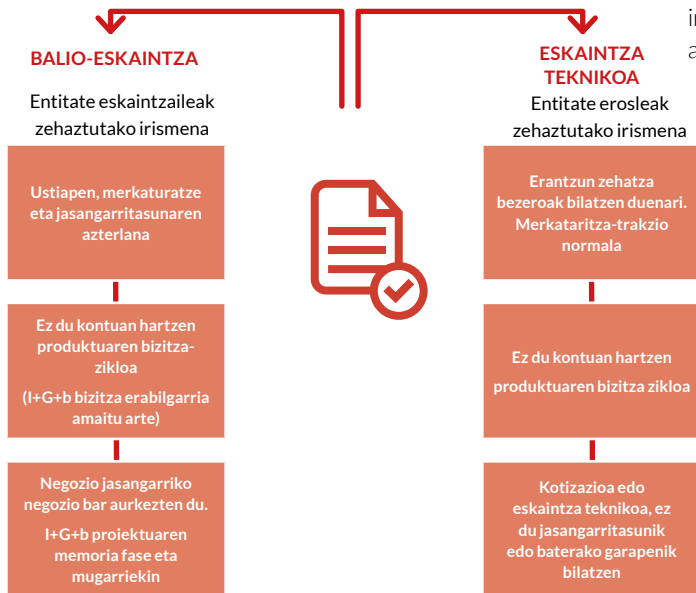 BALIO-ESKAINTZA
Entitate eskaintzaileak
zehaztutako irismena
Ustiapen, merkaturatze
eta jasangarritasunaren
azterlana
Ez du kontuan hartzen
produktuaren bizitza-
zikloa
(I+G+b bizitza erabilgarria
amaitu arte)
Negozio jasangarriko
negozio bar aurkezten du.
I+G+b proiektuaren
memoria fase eta
mugarriekin
ESKAINTZA
TEKNIKOA
Entitate erosleak
zehaztutako irismena
Erantzun zehatza
bezeroak bilatzen duenari.
Merkataritza-trakzio
normala
Ez du kontuan hartzen
produktuaren bizitza zikloa
Kotizazioa edo
eskaintza teknikoa, ez
du jasangarritasunik
edo baterako garapenik
bilatzen